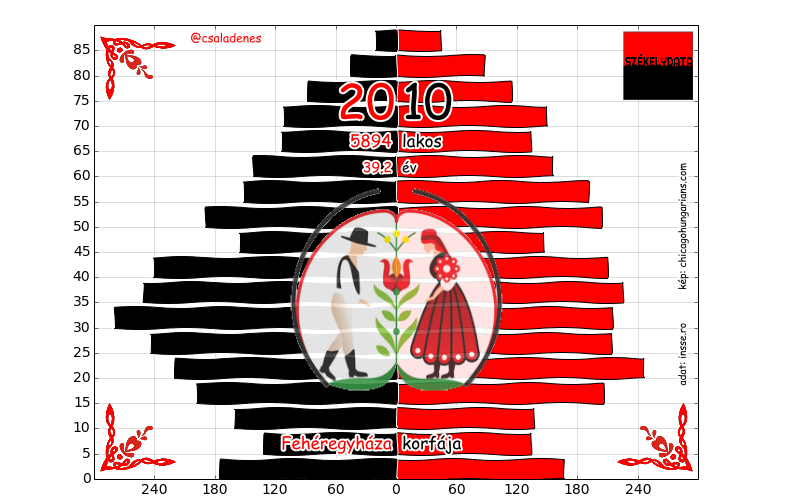 @csaladenes
SZÉKELYDATA
2010
5894 lakos
39.2 év
kép: chicagohungarians.com
adat: insse.ro
Fehéregyháza korfája
85
80
75
70
65
60
55
50
45
40
35
30
25
20
15
10
5
0
240 180 120 60 0 60 120 180 240